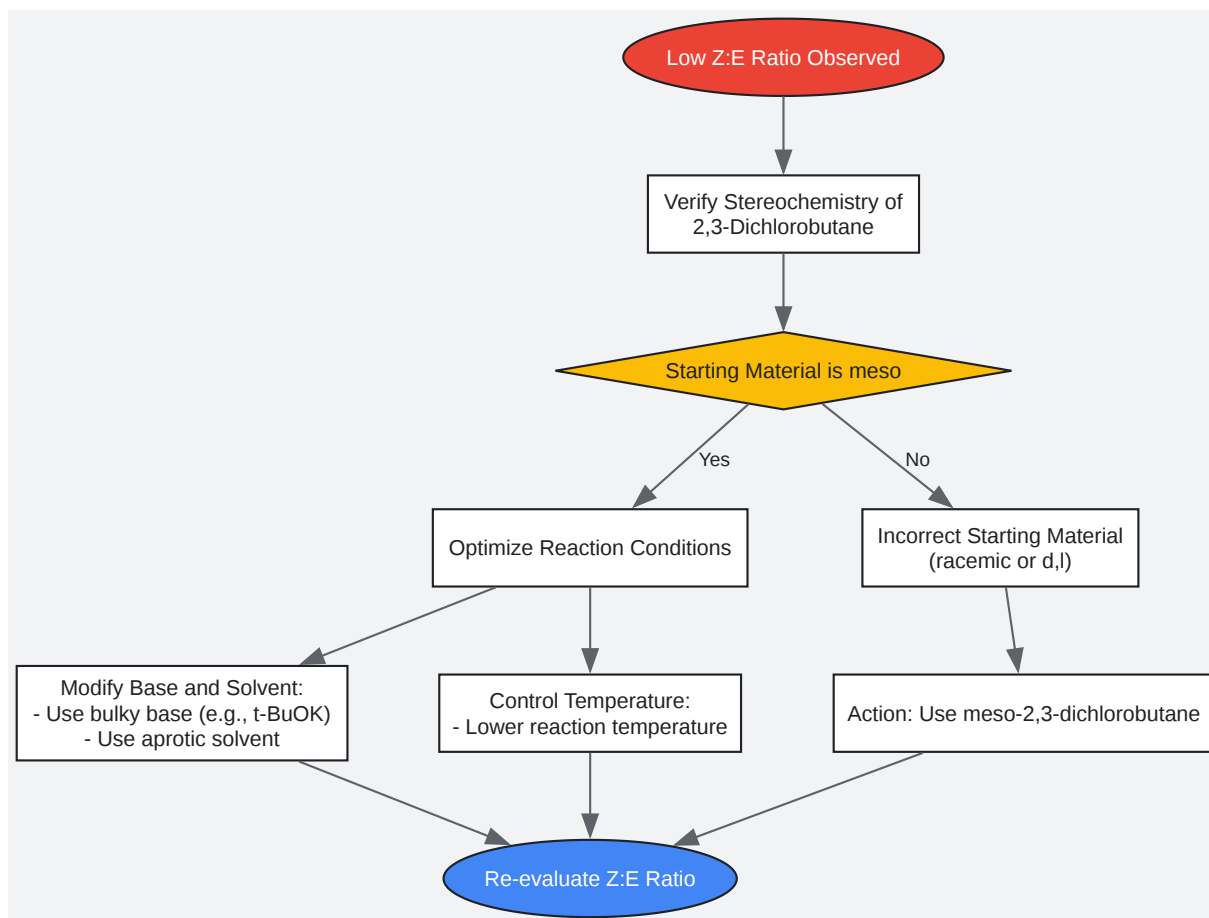 Low Z:E Ratio Observed
Verify Stereochemistry of
2,3-Dichlorobutane
Starting Material is meso
Yes
No
Optimize Reaction Conditions
Incorrect Starting Material
(racemic or d,l)
Modify Base and Solvent:
- Use bulky base (e.g., t-BuOK)
- Use aprotic solvent
Control Temperature:
- Lower reaction temperature
Action: Use meso-2,3-dichlorobutane
Re-evaluate Z:E Ratio